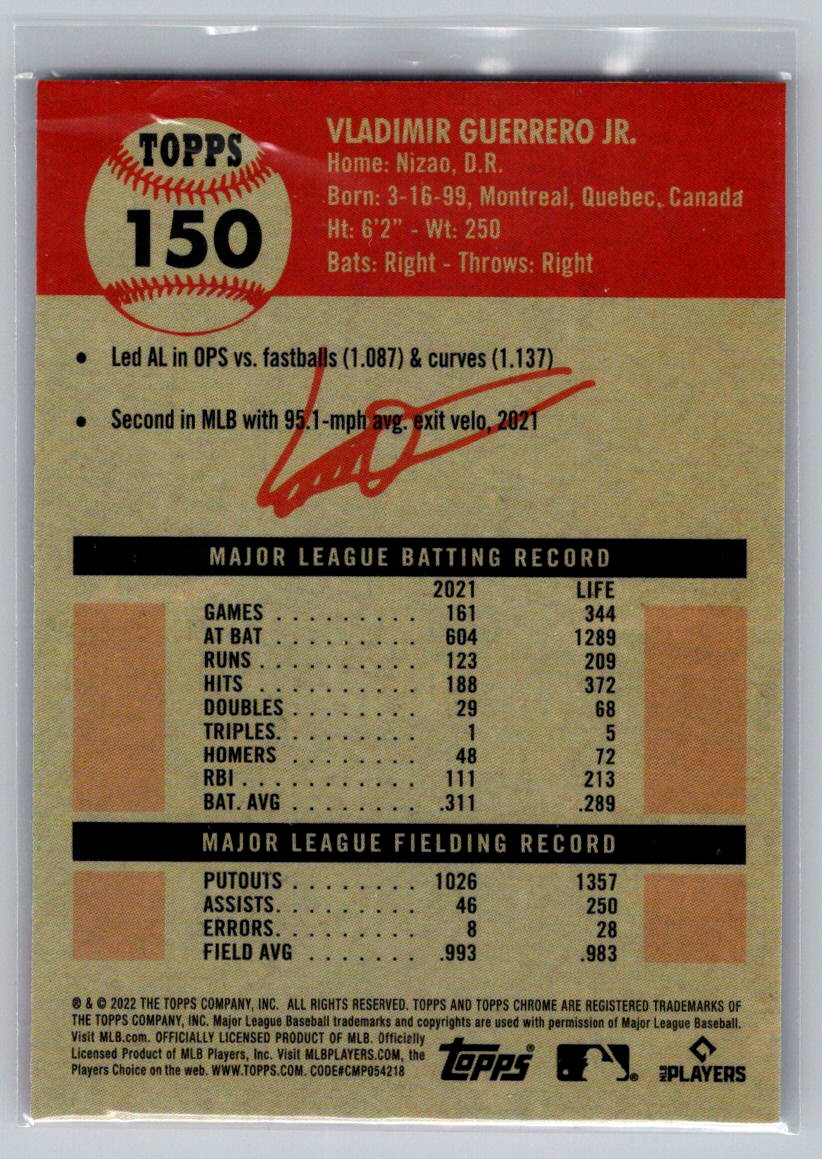 TOPPS
150
VLADIMIR GUERRERO JR.
Home: Nizao, D.R.
Born: 3-16-99, Montreal, Quebec, Canada
Ht: 6'2" - Wt: 250
Bats: Right - Throws: Right
• Led AL in OPS vs. fastballs (1.087) & curves (1.137)
• Second in MLB with 95.1-mph avg. exit velo, 2021
MAJOR LEAGUE BATTING RECORD
2021 LIFE
GAMES . . . . . . . . . 161 344
AT BAT . . . . . . . . . 604 1289
RUNS . . . . . . . . . . 123 209
HITS . . . . . . . . . . 188 372
DOUBLES . . . . . . . . 29 68
TRIPLES. . . . . . . . . 1 5
HOMERS . . . . . . . . 48 72
RBI . . . . . . . . . . . 111 213
BAT. AVG . . . . . . . . .311 .289
MAJOR LEAGUE FIELDING RECORD
PUTOUTS . . . . . . . . 1026 1357
ASSISTS. . . . . . . . . 46 250
ERRORS. . . . . . . . . 8 28
FIELD AVG . . . . . . . .993 .983
® & © 2022 THE TOPPS COMPANY, INC. ALL RIGHTS RESERVED. TOPPS AND TOPPS CHROME ARE REGISTERED TRADEMARKS OF
THE TOPPS COMPANY, INC. Major League Baseball trademarks and copyrights are used with permission of Major League Baseball.
Visit MLB.com. OFFICIALLY LICENSED PRODUCT OF MLB. Officially
Licensed Product of MLB Players, Inc. Visit MLBPLAYERS.COM, the
Players Choice on the web. WWW.TOPPS.COM. CODE#CMP054218
Topps®
MLB PLAYERS